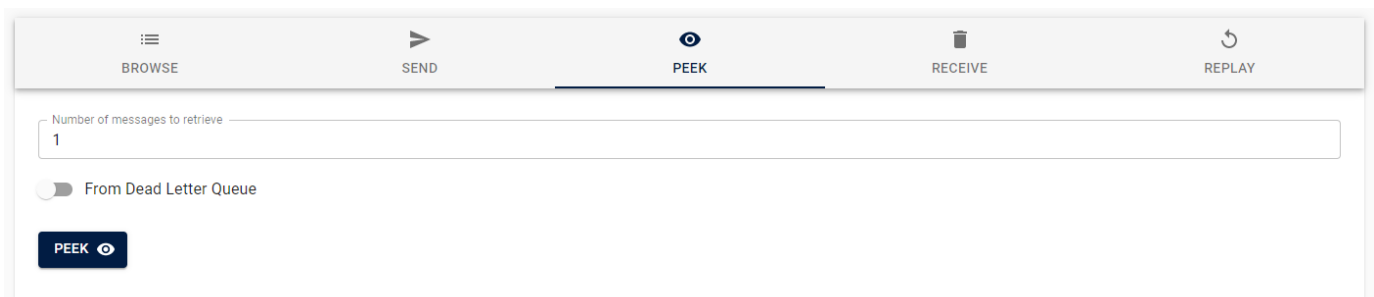 BROWSE SEND PEEK RECEIVE REPLAY
Number of messages to retrieve
1
From Dead Letter Queue
PEEK